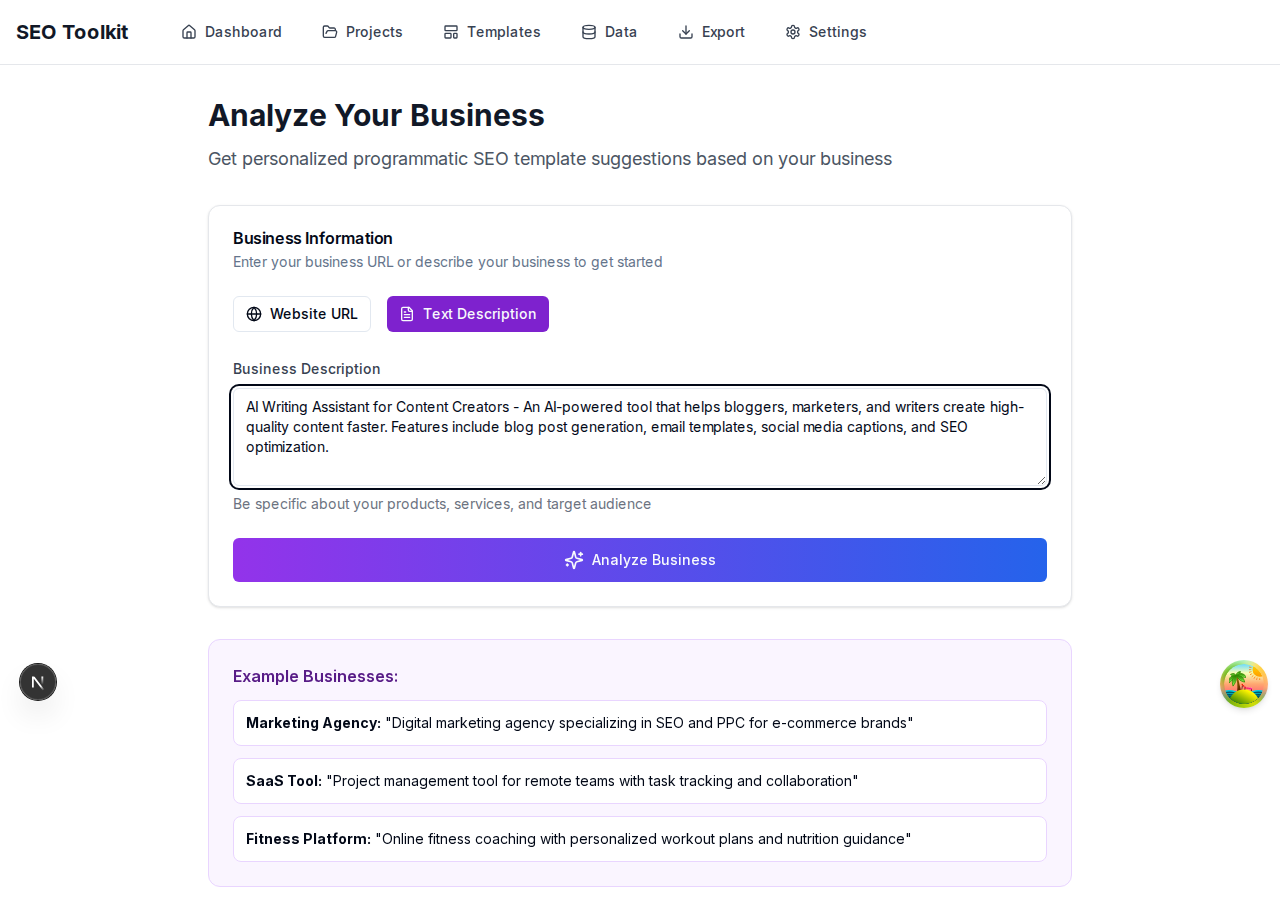 SEO Toolkit
Dashboard
Projects
Templates
Data
Export
Settings
Analyze Your Business
Get personalized programmatic SEO template suggestions based on your business
Business Information
Enter your business URL or describe your business to get started
Website URL
Text Description
Business Description
AI Writing Assistant for Content Creators - An AI-powered tool that helps bloggers, marketers, and writers create high-
quality content faster. Features include blog post generation, email templates, social media captions, and SEO
optimization.
Be specific about your products, services, and target audience
Analyze Business
N
Example Businesses:
Marketing Agency: "Digital marketing agency specializing in SEO and PPC for e-commerce brands"
SaaS Tool: "Project management tool for remote teams with task tracking and collaboration"
Fitness Platform: "Online fitness coaching with personalized workout plans and nutrition guidance"